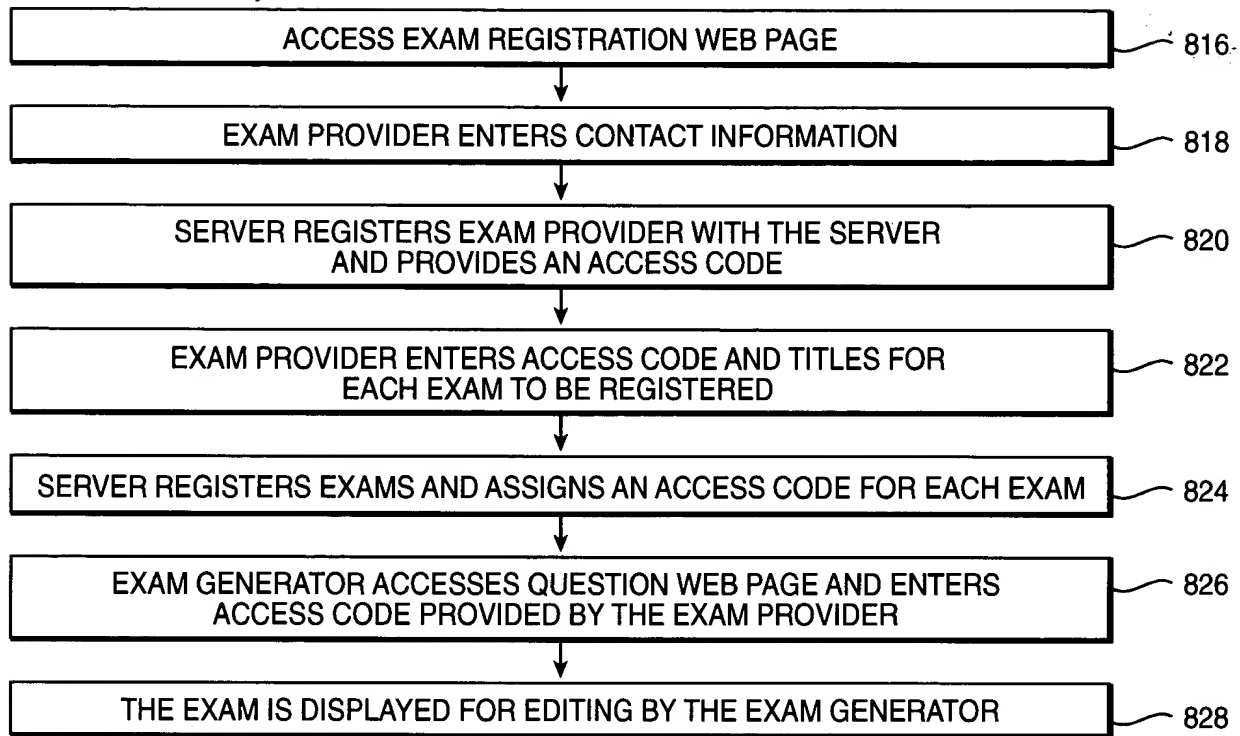 ACCESS EXAM REGISTRATION WEB PAGE
816
EXAM PROVIDER ENTERS CONTACT INFORMATION
818
SERVER REGISTERS EXAM PROVIDER WITH THE SERVER
AND PROVIDES AN ACCESS CODE
820
EXAM PROVIDER ENTERS ACCESS CODE AND TITLES FOR
EACH EXAM TO BE REGISTERED
822
SERVER REGISTERS EXAMS AND ASSIGNS AN ACCESS CODE FOR EACH EXAM
824
EXAM GENERATOR ACCESSES QUESTION WEB PAGE AND ENTERS
ACCESS CODE PROVIDED BY THE EXAM PROVIDER
826
THE EXAM IS DISPLAYED FOR EDITING BY THE EXAM GENERATOR
828